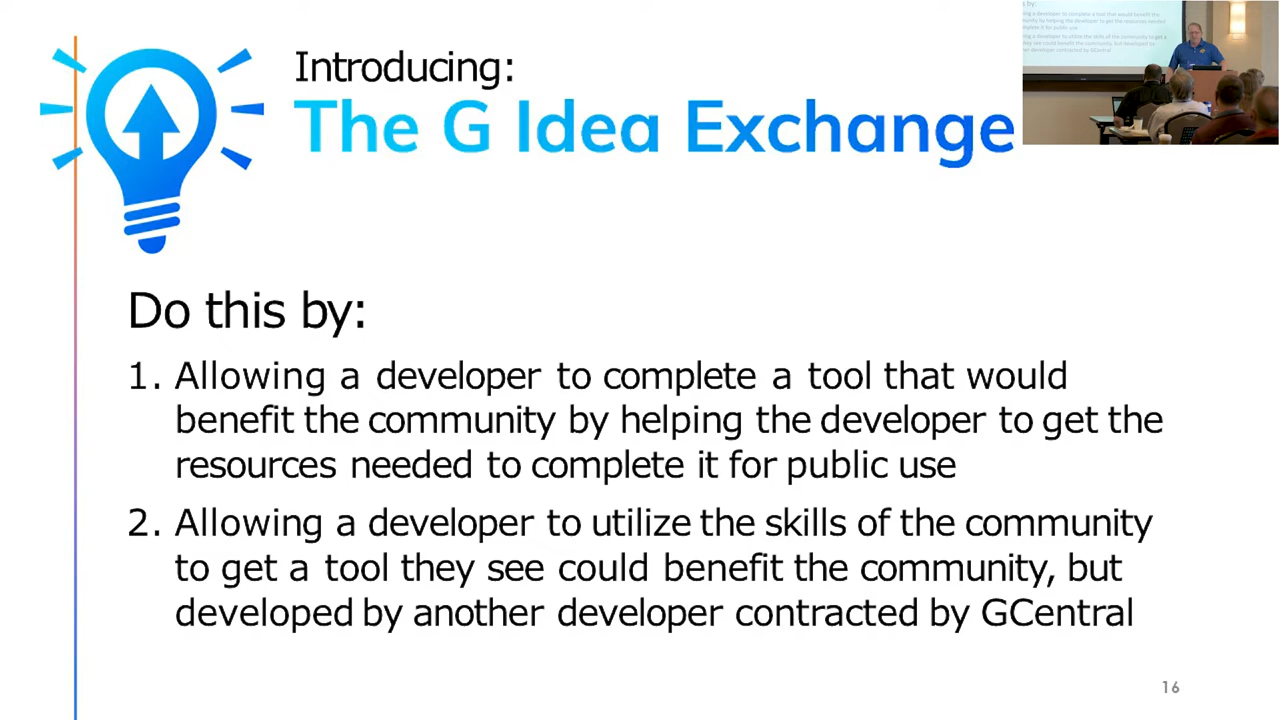 Introducing:
The G Idea Exchange
Do this by:
1. Allowing a developer to complete a tool that would
benefit the community by helping the developer to get the
resources needed to complete it for public use
2. Allowing a developer to utilize the skills of the community
to get a tool they see could benefit the community, but
developed by another developer contracted by GCentral
16